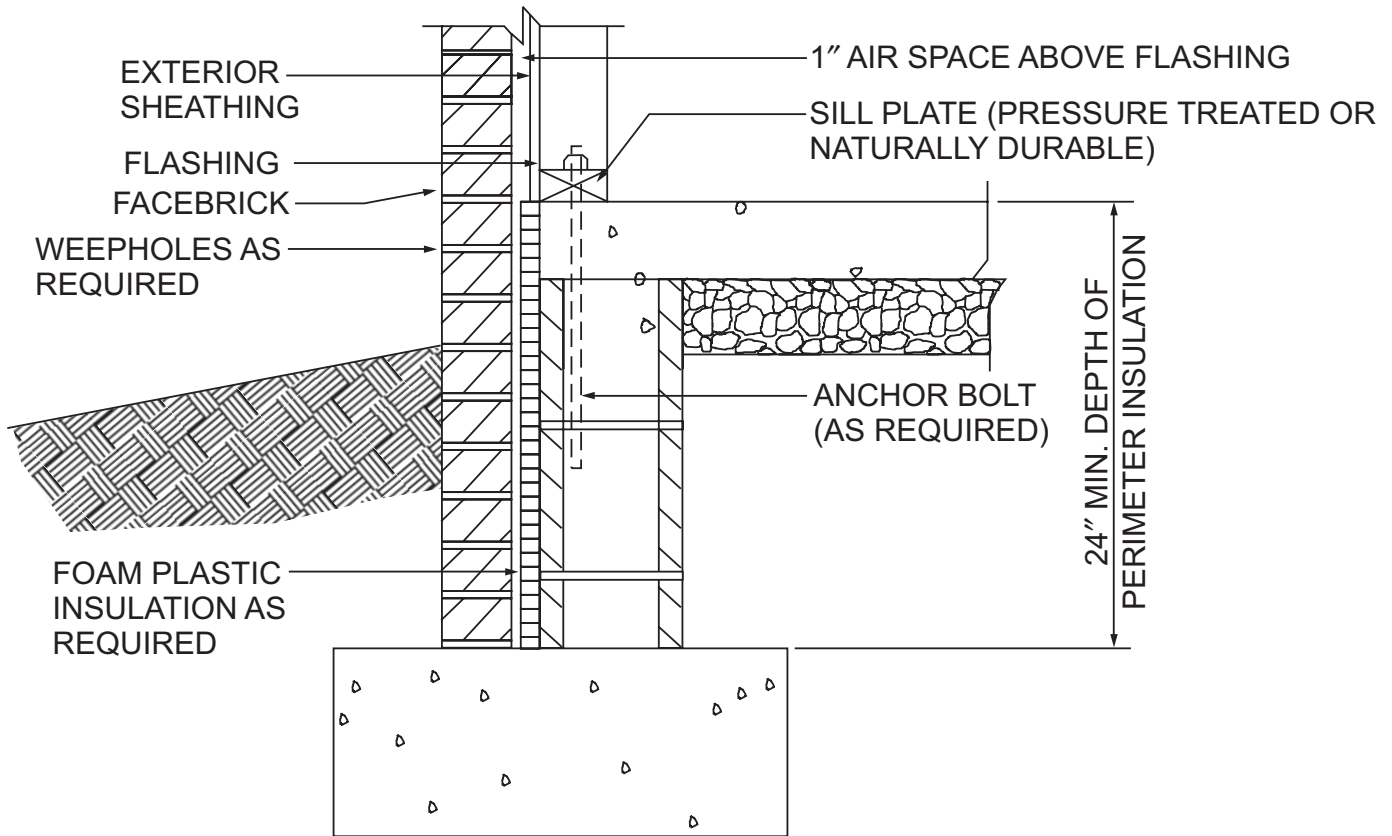 EXTERIOR
SHEATHING
FLASHING
FACEBRICK
WEEPHOLES AS
REQUIRED
FOAM PLASTIC
INSULATION AS
REQUIRED
1″ AIR SPACE ABOVE FLASHING
SILL PLATE (PRESSURE TREATED OR
NATURALLY DURABLE)
ANCHOR BOLT
(AS REQUIRED)
24″ MIN. DEPTH OF
PERIMETER INSULATION